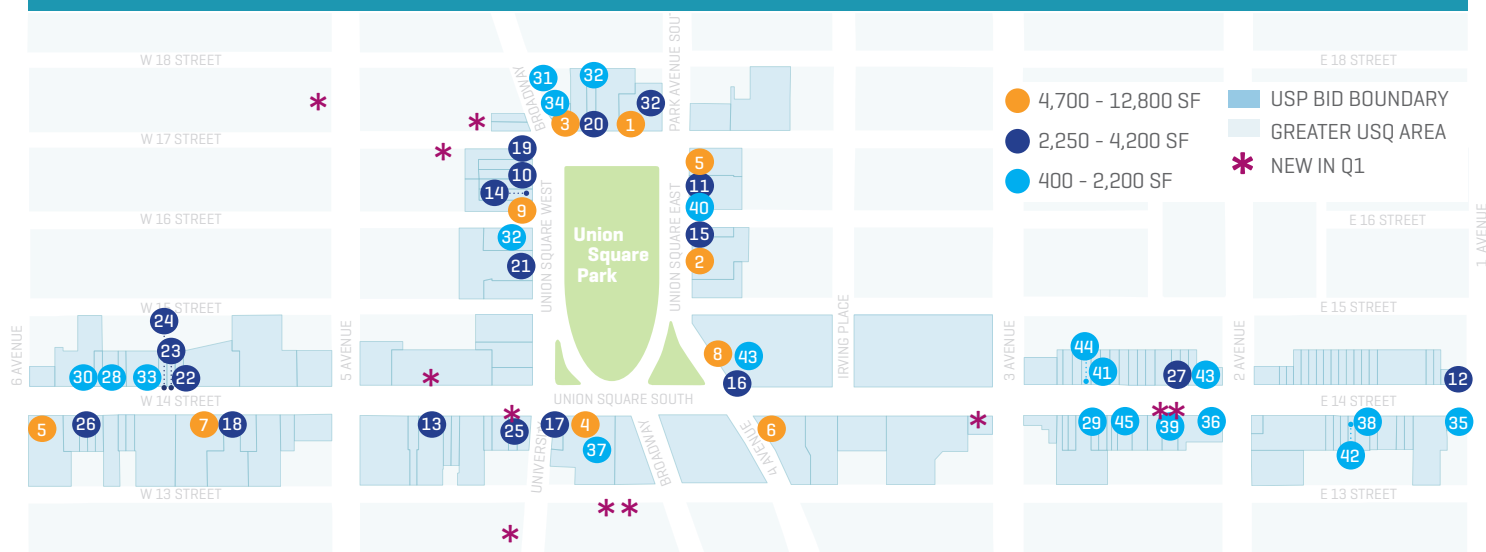 W 18 STREET
E 18 STREET
BROADWAY
PARK AVENUE SOUT
31
32
34
32
3
20
1
4,700 - 12,800 SF
2,250 - 4,200 SF
400 - 2,200 SF
USP BID BOUNDARY
GREATER USQ AREA
* NEW IN Q1
*
*
*
W 17 STREET
19
10
14
9
32
21
5
11
40
15
2
W 16 STREET
E 16 STREET
UNION SQUARE WEST
Union
Square
Park
UNION SQUARE EAST
1 AVENUE
W 15 STREET
E 15 STREET
6 AVENUE
5 AVENUE
IRVING PLACE
3 AVENUE
2 AVENUE
24
23
30
28
33
22
*
8
43
16
44
41
27
43
12
W 14 STREET
UNION SQUARE SOUTH
E 14 STREET
5
26
7
18
13
*
25
17
4
37
6
*
29
45
* *
39
36
38
42
35
UNIVERSITY
BROADWAY
4 AVENUE
W 13 STREET
E 13 STREET
* *
*